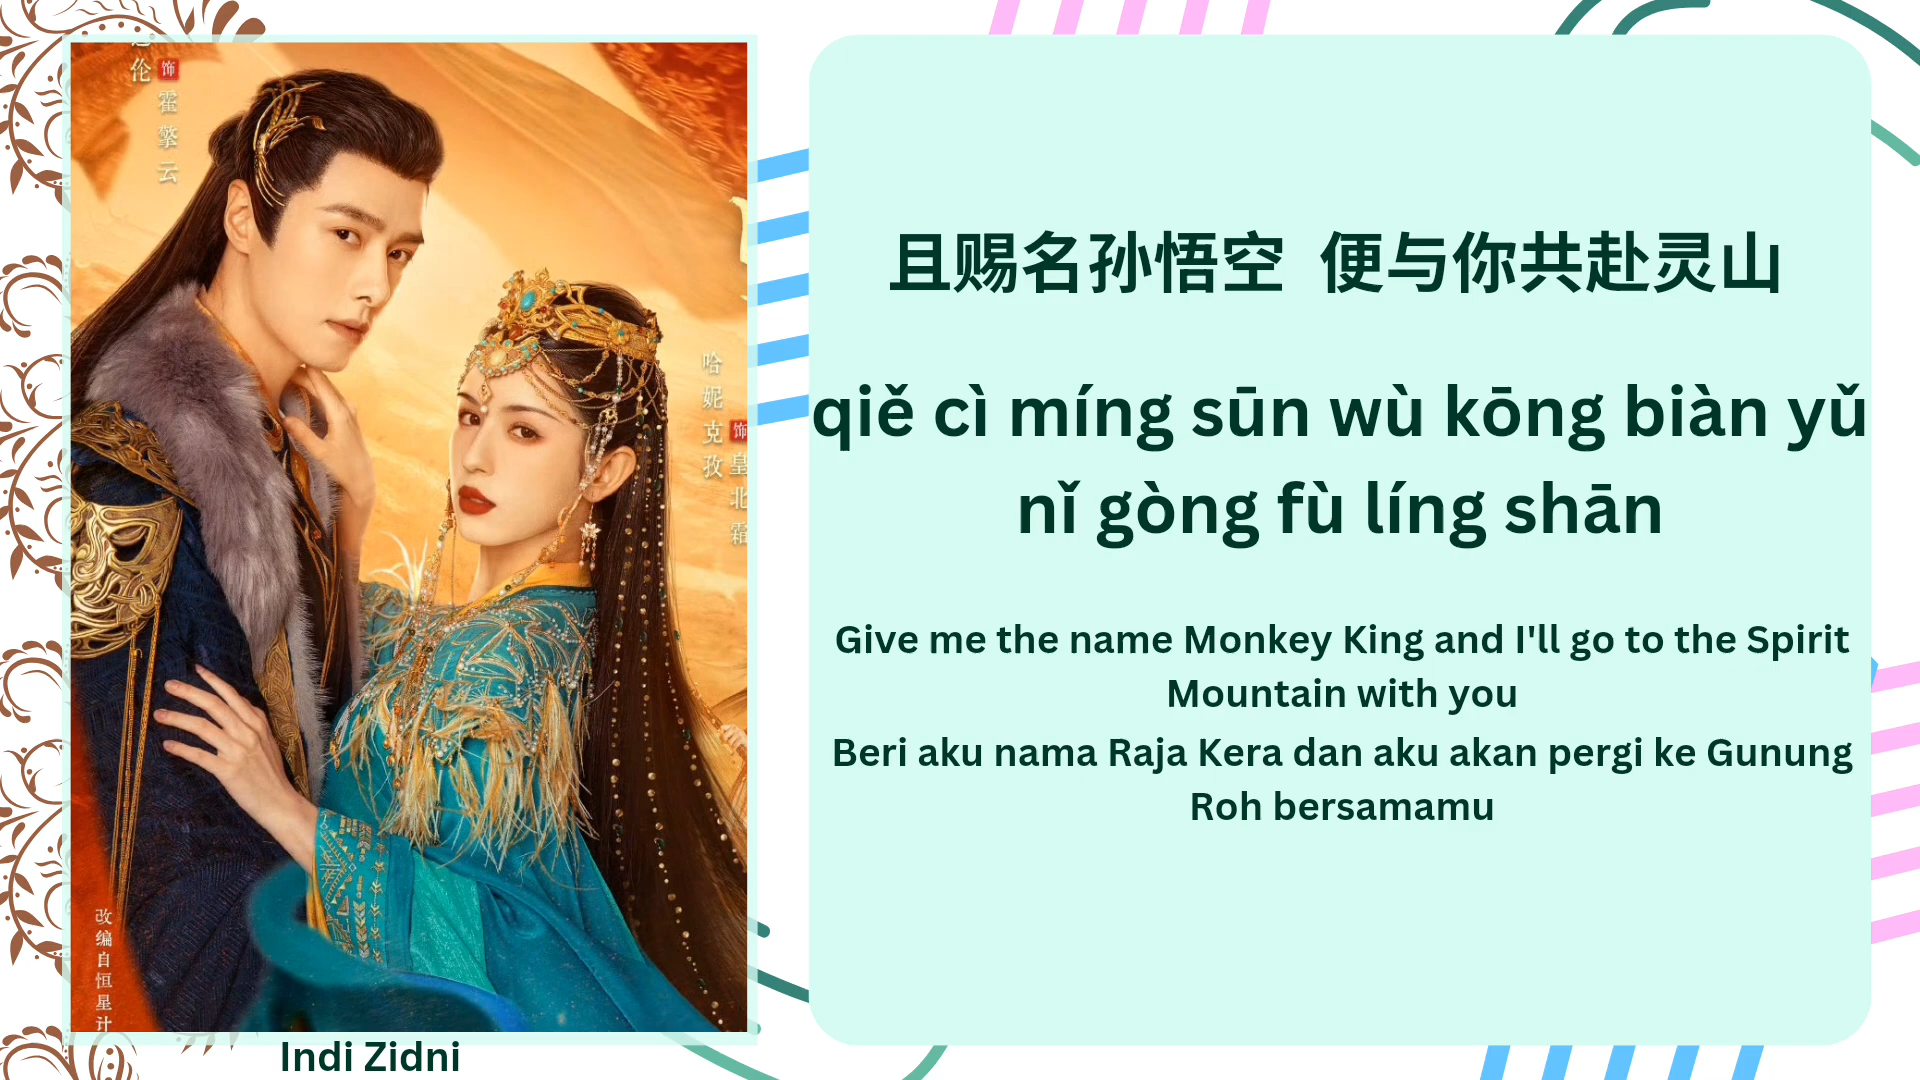 伦
饰
霍擎云
哈妮克孜
饰
皇北霜
改编自恒星计
Indi Zidni
且赐名孙悟空 便与你共赴灵山
qiě cì míng sūn wù kōng biàn yǔ
nǐ gòng fù líng shān
Give me the name Monkey King and I'll go to the Spirit
Mountain with you
Beri aku nama Raja Kera dan aku akan pergi ke Gunung
Roh bersamamu